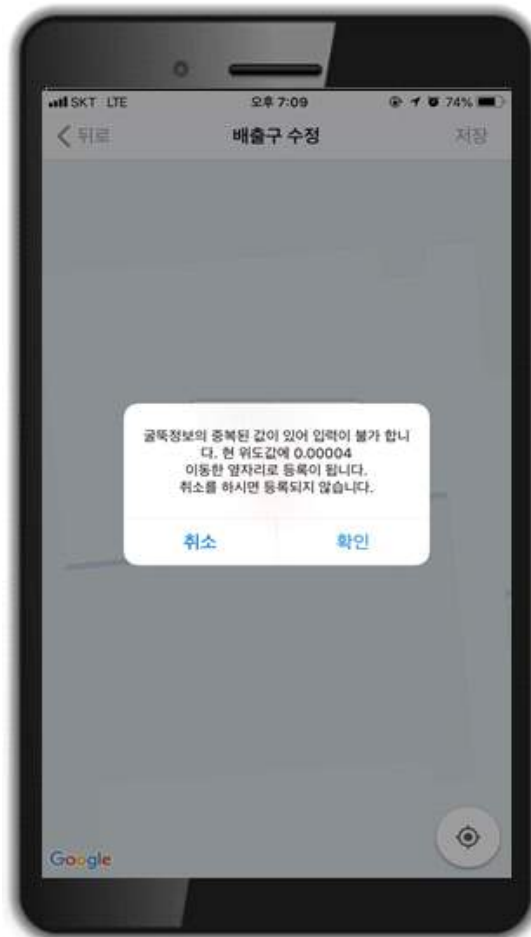 SKT LTE 오후 7:09 74%
뒤로 배출구 수정 저장
굴뚝정보의 중복된 값이 있어 입력이 불가 합니
다. 현 위도값에 0.00004
이동한 옆자리로 등록이 됩니다.
취소를 하시면 등록되지 않습니다.
취소 확인
Google